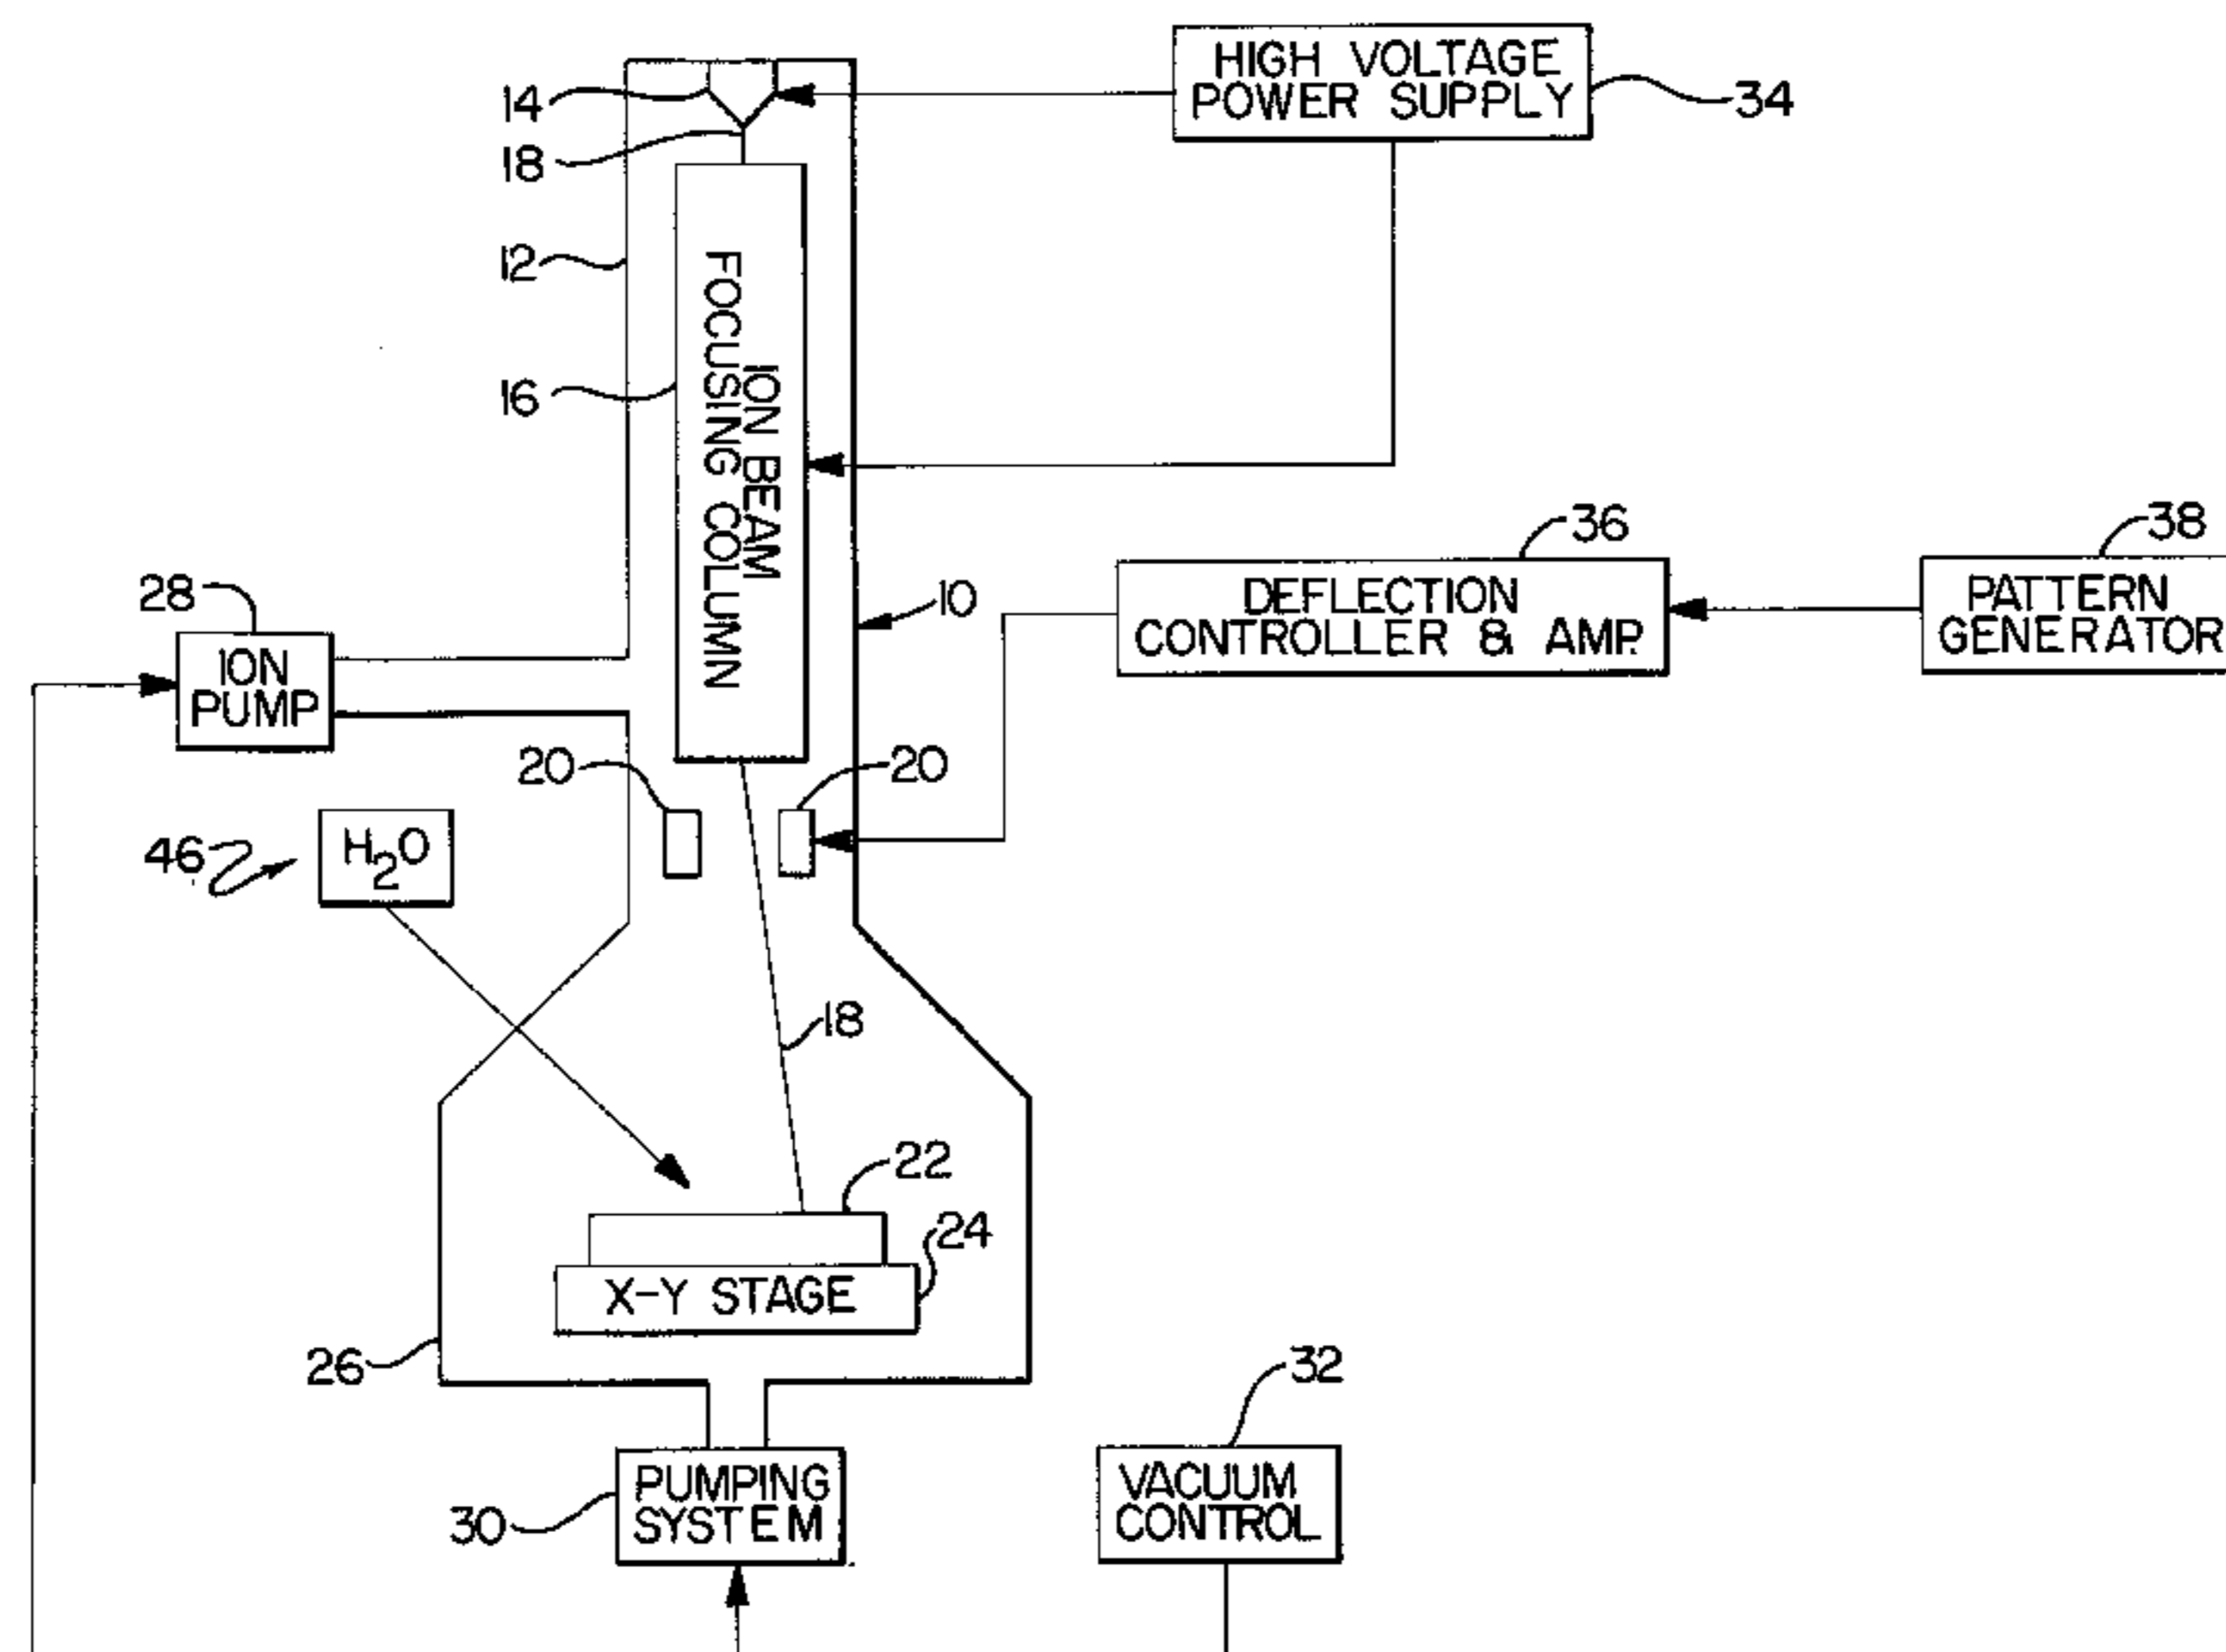 HIGH VOLTAGE
POWER SUPPLY
34
14
18
12
16
ION BEAM
FOCUSING COLUMN
36
38
DEFLECTION
CONTROLLER & AMP.
PATTERN
GENERATOR
10
28
ION
PUMP
20
20
46
H2O
18
22
24
X-Y STAGE
26
32
PUMPING
SYSTEM
30
VACUUM
CONTROL